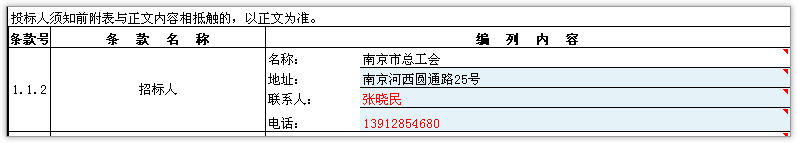 投标人须知前附表与正文内容相抵触的，以正文为准。
条款号 条 款 名 称 编 列 内 容
1.1.2 招标人 名称： 南京市总工会
地址： 南京河西圆通路25号
联系人： 张晓民
电话： 13912854680